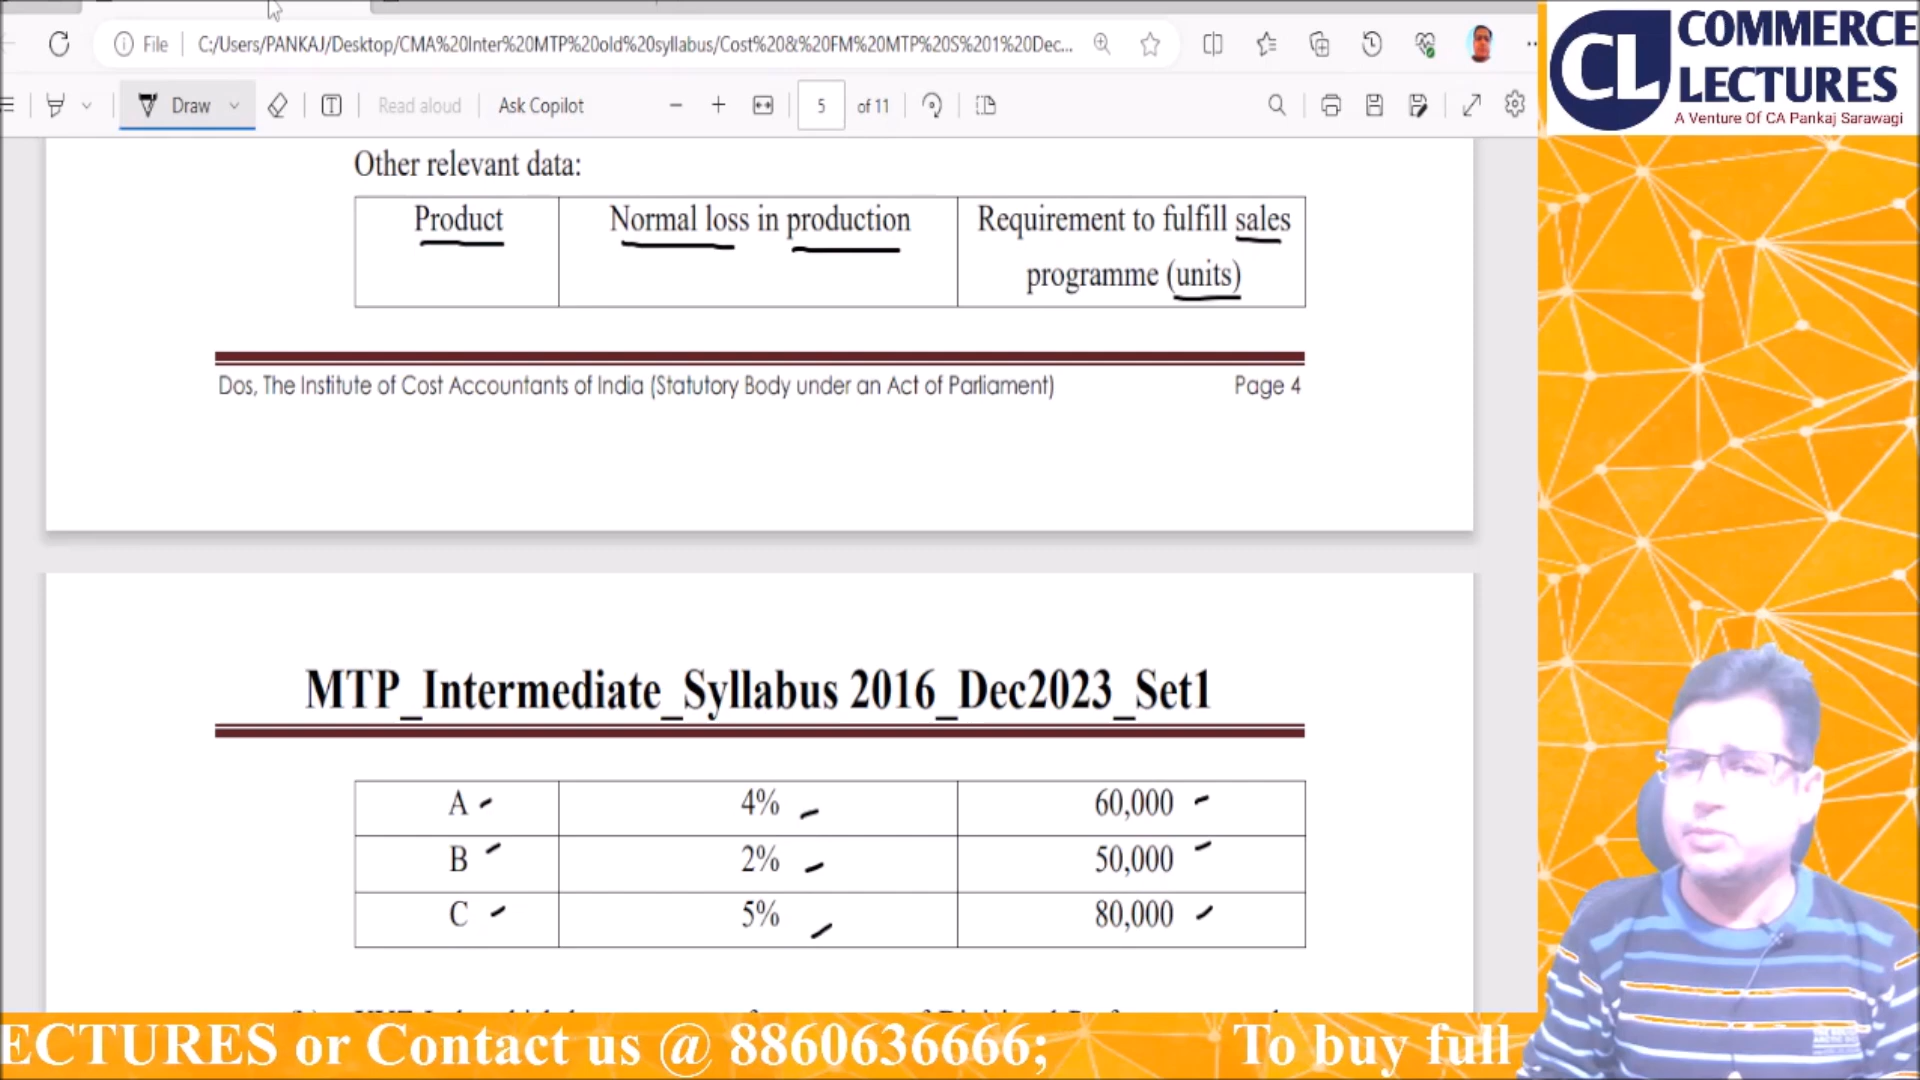 File
C:/Users/PANKAJ/Desktop/CMA%20Inter%20MTP%20old%20syllabus/Cost%20&%20FM%20MTP%20S%201%20Dec...
Draw
Read aloud
Ask Copilot
5
of 11
COMMERCE
LECTURES
A Venture Of CA Pankaj Sarawagi
CL
Other relevant data:
Product
Normal loss in production
Requirement to fulfill sales
programme (units)
Dos, The Institute of Cost Accountants of India (Statutory Body under an Act of Parliament)
Page 4
MTP_Intermediate_Syllabus 2016_Dec2023_Set1
A 4% 60,000
B 2% 50,000
C 5% 80,000
ECTURES or Contact us @ 8860636666; To buy full